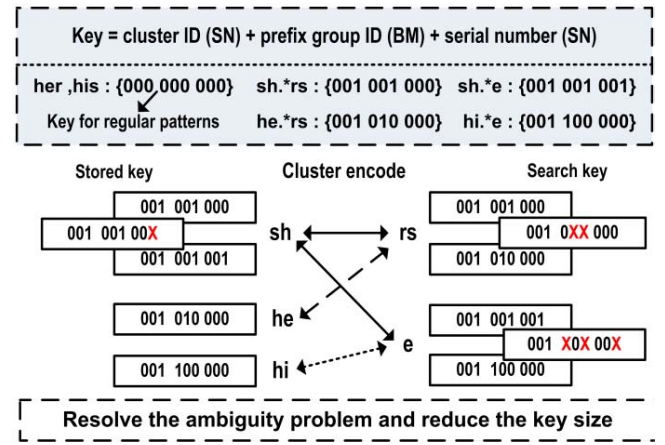 Key = cluster ID (SN) + prefix group ID (BM) + serial number (SN)
her ,his : {000 000 000} sh.*rs : {001 001 000} sh.*e : {001 001 001}
Key for regular patterns he.*rs : {001 010 000} hi.*e : {001 100 000}
Stored key Cluster encode Search key
001 001 000 001 001 000
001 001 00X sh rs 001 0XX 000
001 001 001 001 010 000
001 010 000 he 001 001 001
e 001 X0X 00X
001 100 000 hi 001 100 000
Resolve the ambiguity problem and reduce the key size